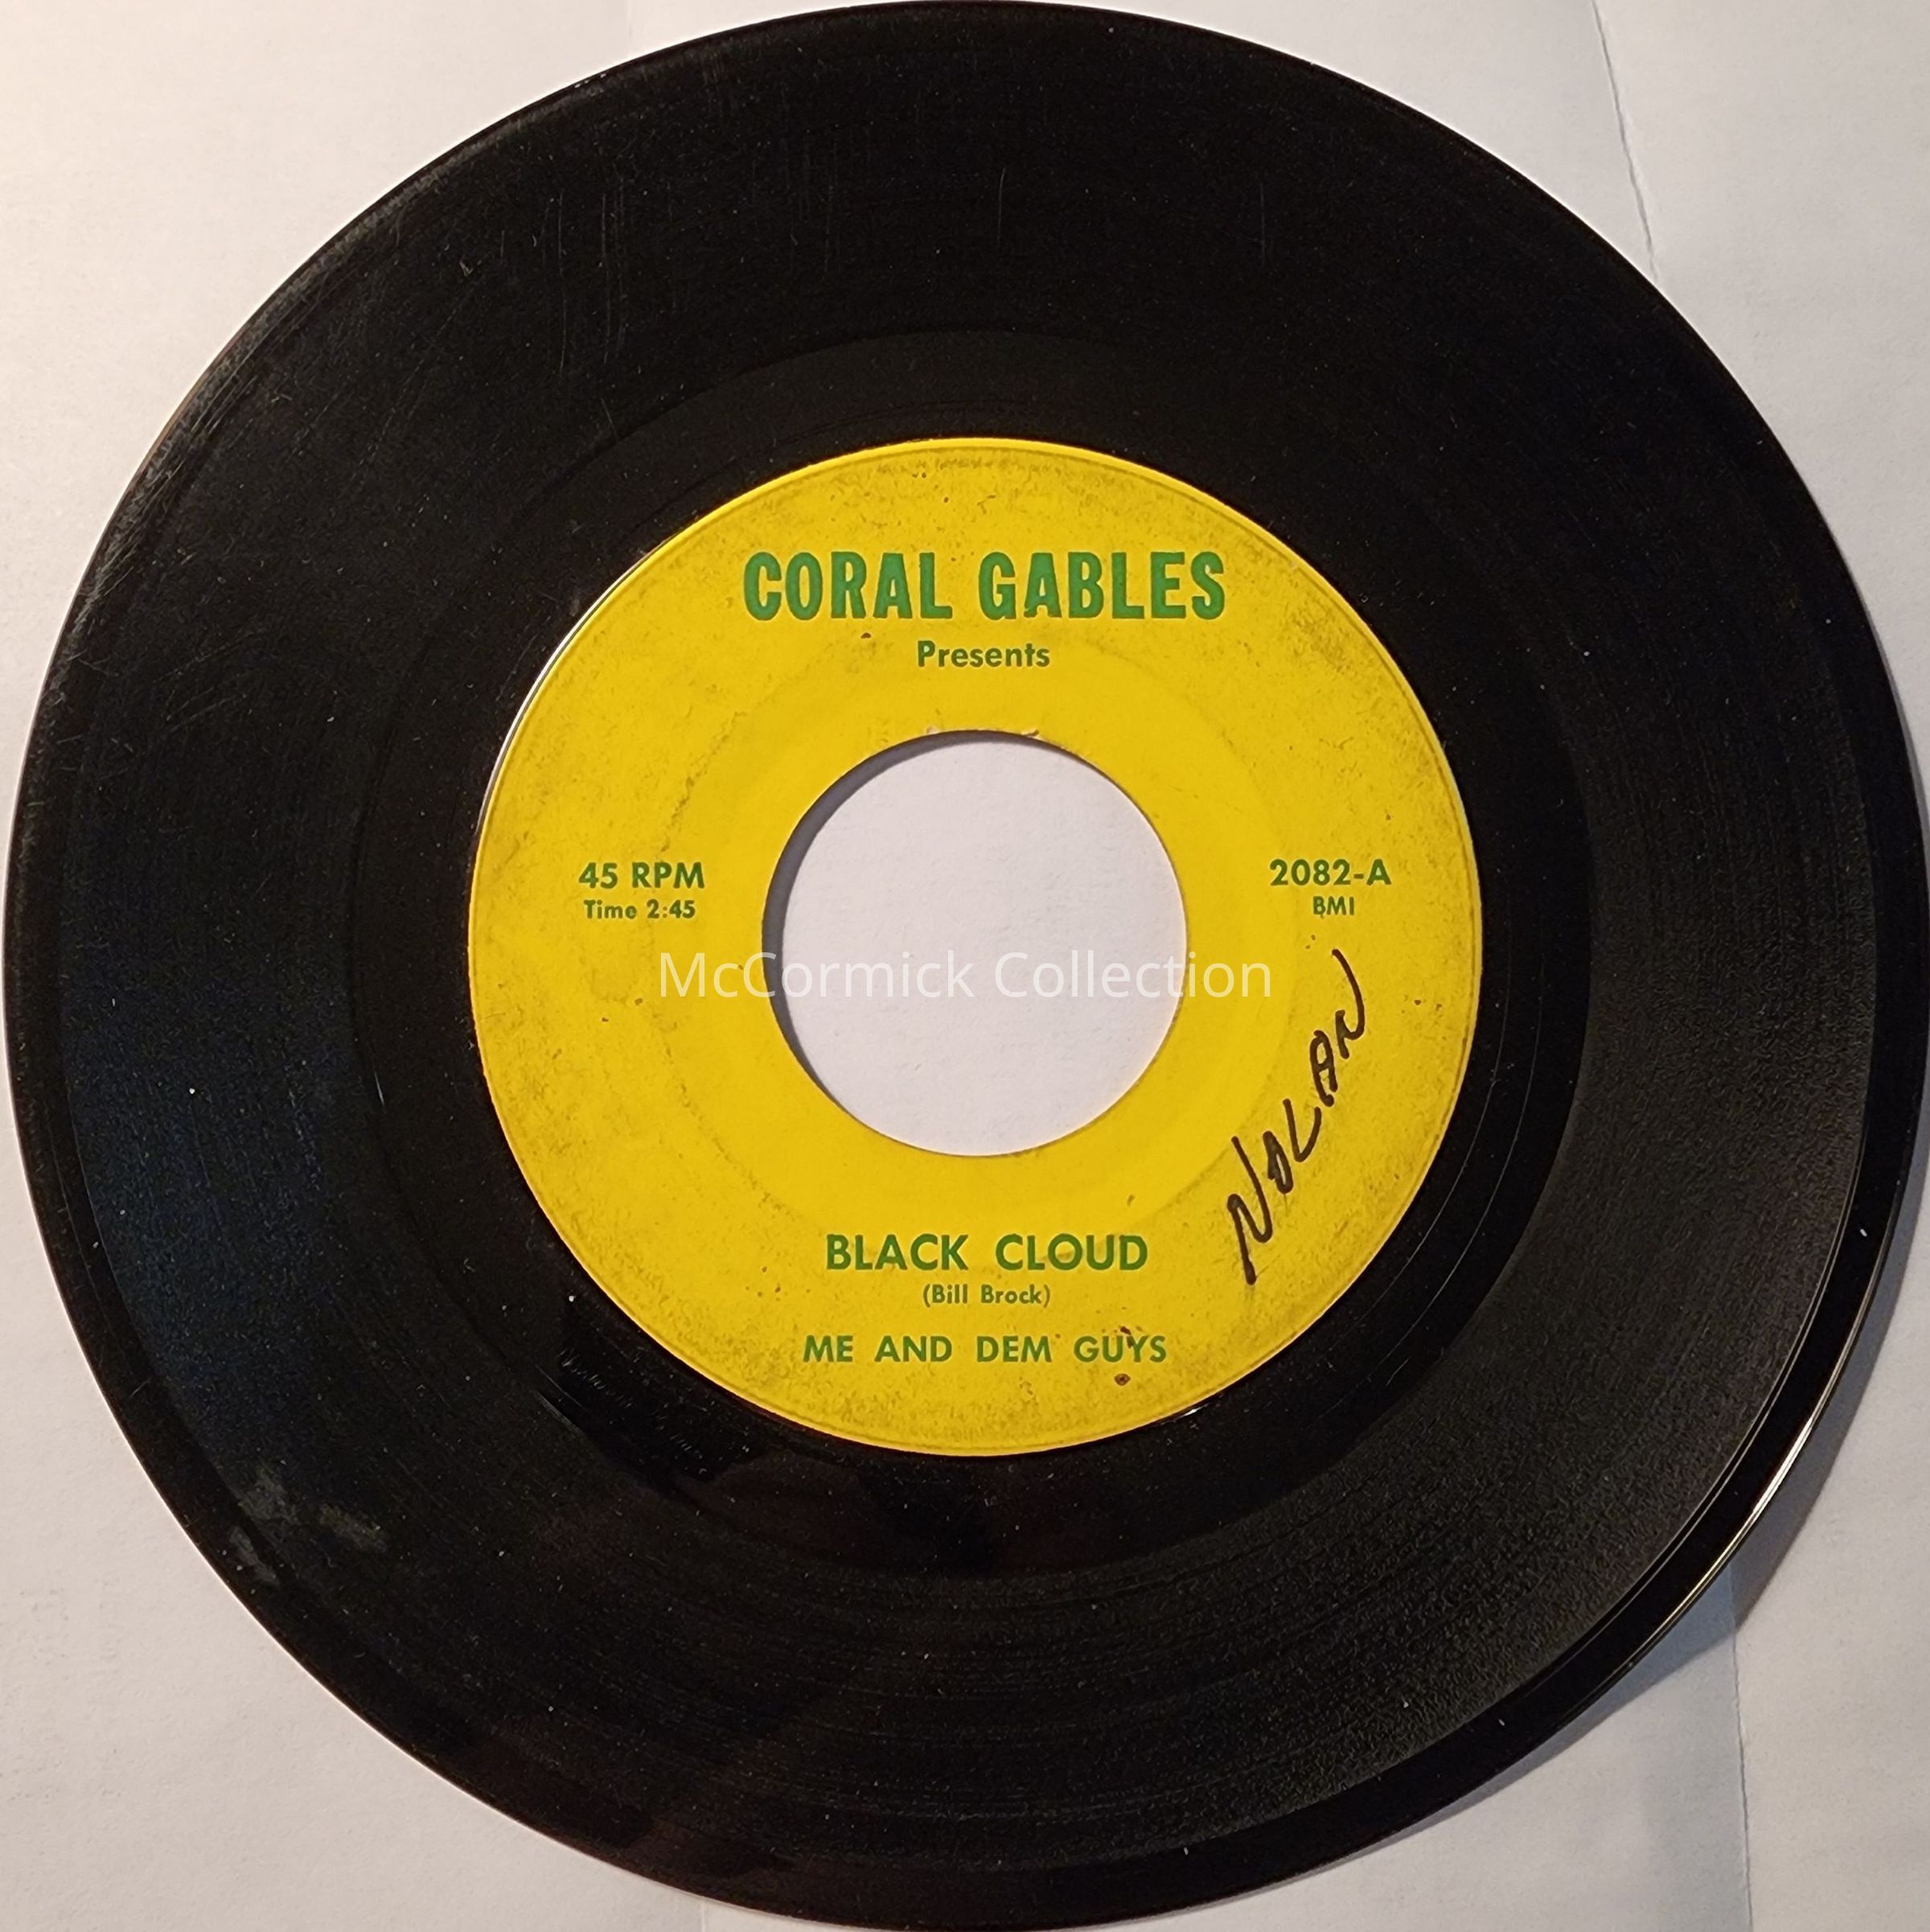 CORAL GABLES
Presents
45 RPM
Time 2:45
2082-A
BMI
McCormick Collection
NOLAN
BLACK CLOUD
(Bill Brock)
ME AND DEM GUYS